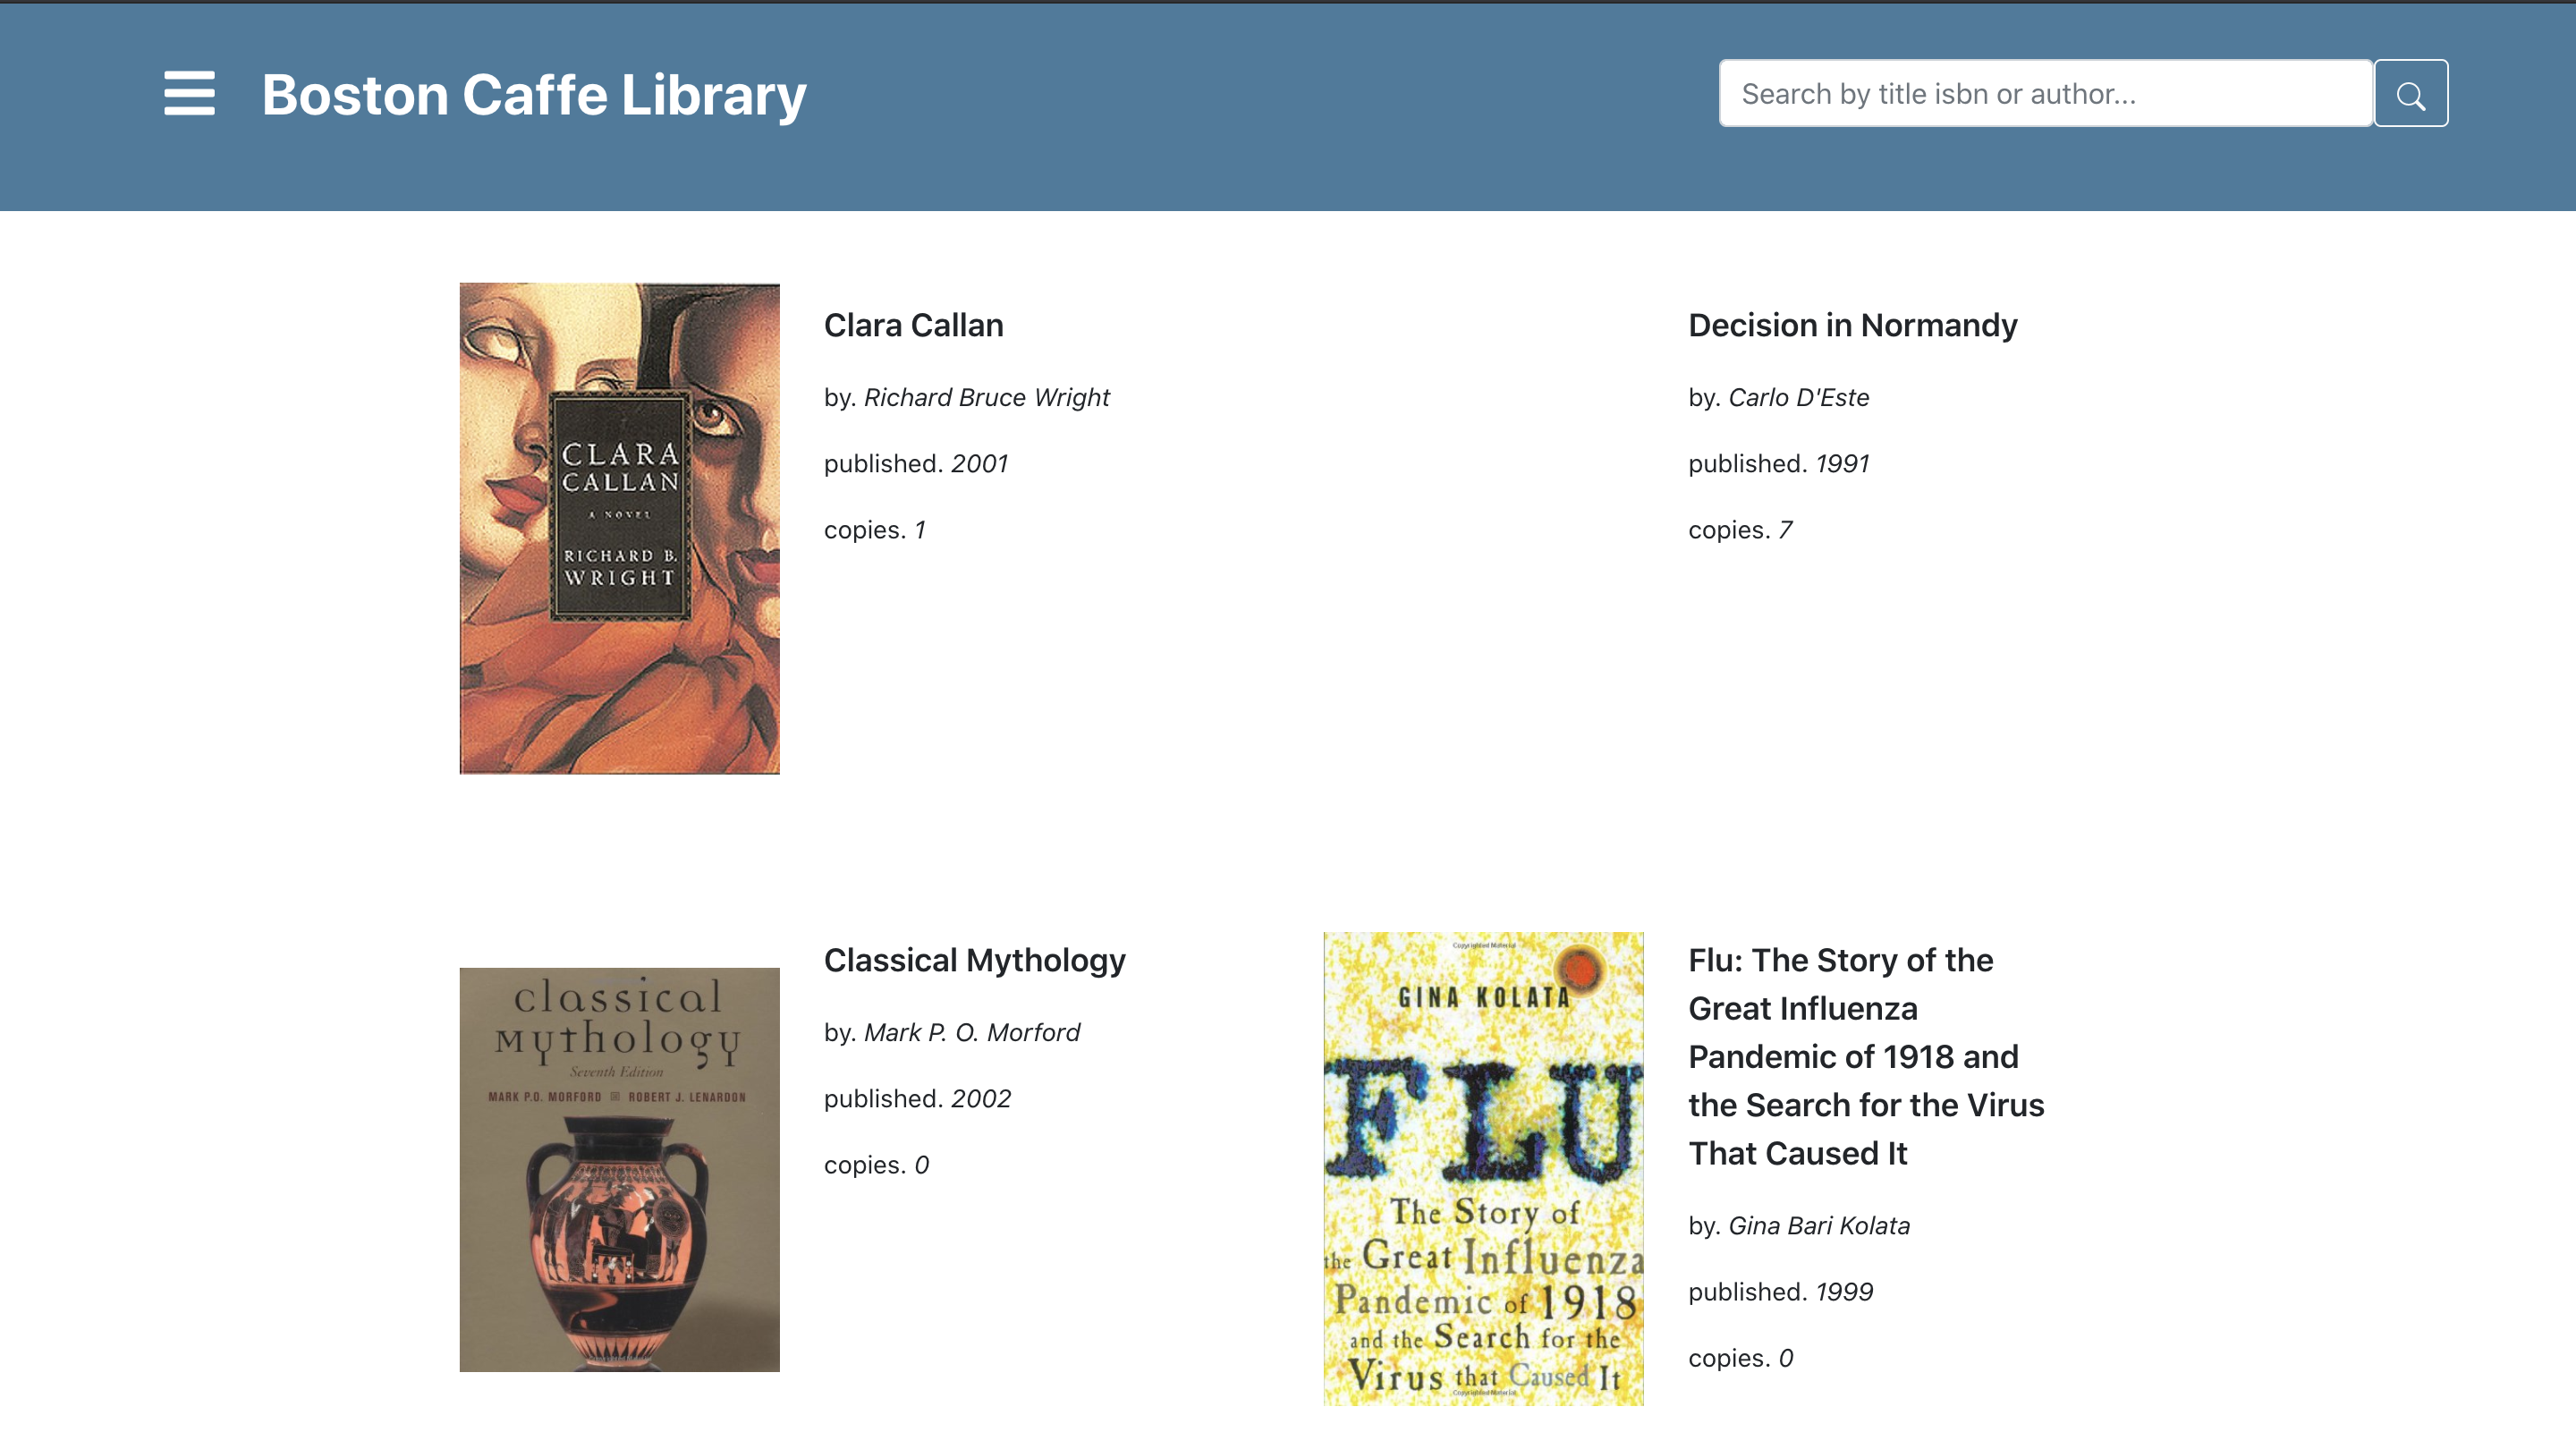 Boston Caffe Library
Search by title isbn or author...
CLARA
CALLAN
A NOVEL
RICHARD B.
WRIGHT
Clara Callan
by. Richard Bruce Wright
published. 2001
copies. 1
Decision in Normandy
by. Carlo D'Este
published. 1991
copies. 7
classical
Mythology
Seventh Edition
MARK P.O. MORFORD ROBERT J. LENARDON
Classical Mythology
by. Mark P. O. Morford
published. 2002
copies. 0
Copyrighted Material
GINA KOLATA
FLU
The Story of
the Great Influenza
Pandemic of 1918
and the Search for the
Virus that Caused It
Copyrighted Material
Flu: The Story of the
Great Influenza
Pandemic of 1918 and
the Search for the Virus
That Caused It
by. Gina Bari Kolata
published. 1999
copies. 0